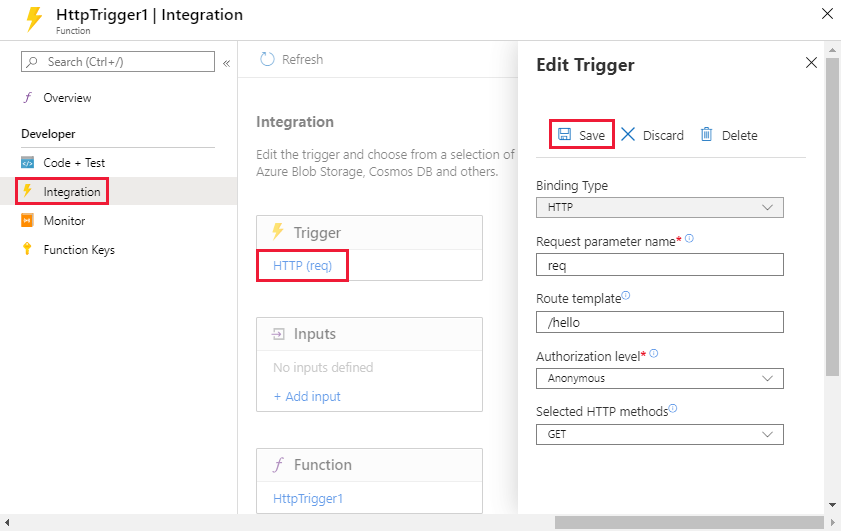 HttpTrigger1 | Integration
Function
Search (Ctrl+/)
«
Overview
Developer
Code + Test
Integration
Monitor
Function Keys
Refresh
Integration
Edit the trigger and choose from a selection of
Azure Blob Storage, Cosmos DB and others.
Trigger
HTTP (req)
Inputs
No inputs defined
+ Add input
Function
HttpTrigger1
Edit Trigger
Save
Discard
Delete
Binding Type
HTTP
Request parameter name*
req
Route template
/hello
Authorization level*
Anonymous
Selected HTTP methods
GET